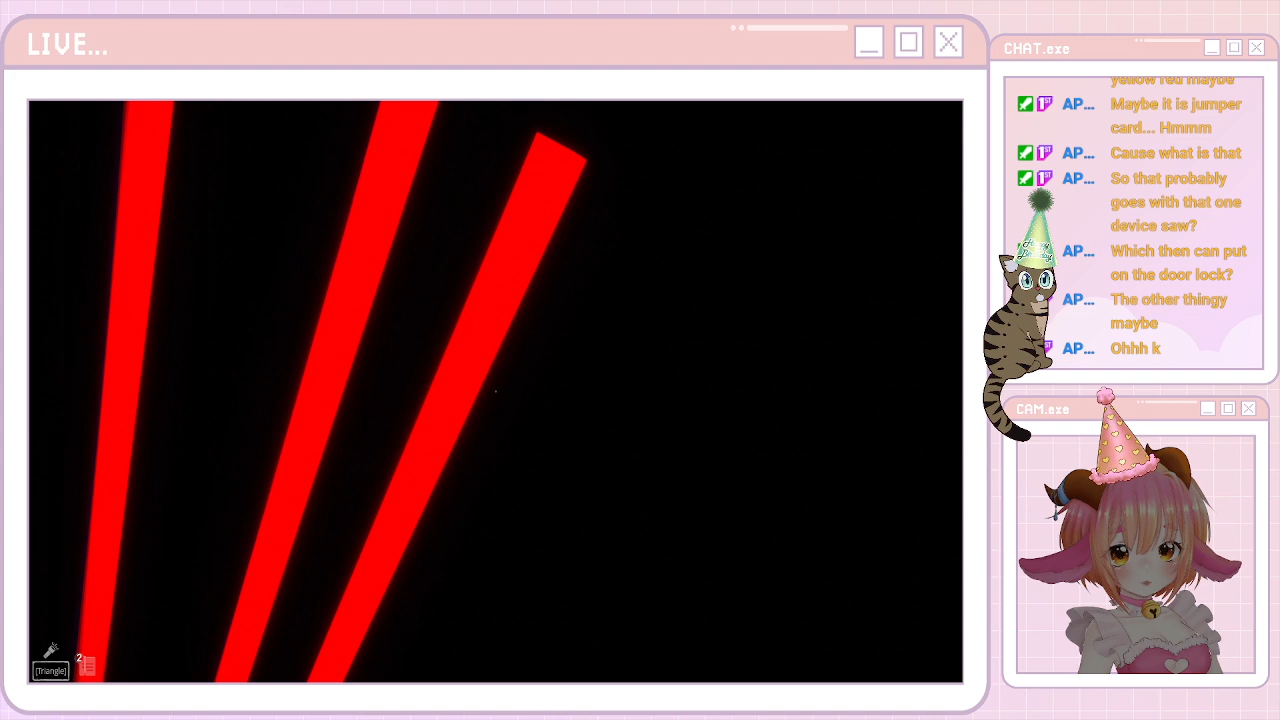 LIVE...
[Triangle]
2
CHAT.exe
yellow red maybe
AP... Maybe it is jumper
card... Hmmm
AP... Cause what is that
AP... So that probably
goes with that one
device saw?
AP... Which then can put
on the door lock?
AP... The other thingy
maybe
AP... Ohhh k
Happy
Birthday
CAM.exe